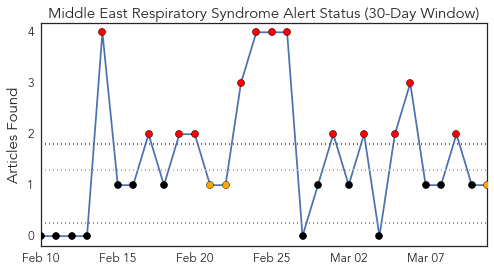 Middle East Respiratory Syndrome Alert Status (30-Day Window)
Articles Found
4
3
2
1
0
Feb 10 Feb 15 Feb 20 Feb 25 Mar 02 Mar 07